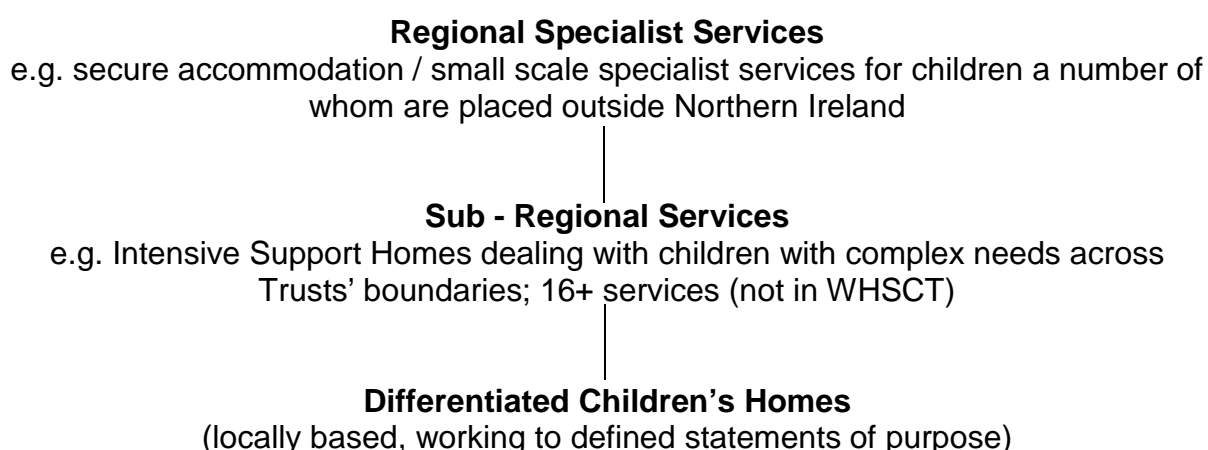 Regional Specialist Services
e.g. secure accommodation / small scale specialist services for children a number of
whom are placed outside Northern Ireland
Sub - Regional Services
e.g. Intensive Support Homes dealing with children with complex needs across
Trusts’ boundaries; 16+ services (not in WHSCT)
Differentiated Children’s Homes
(locally based, working to defined statements of purpose)